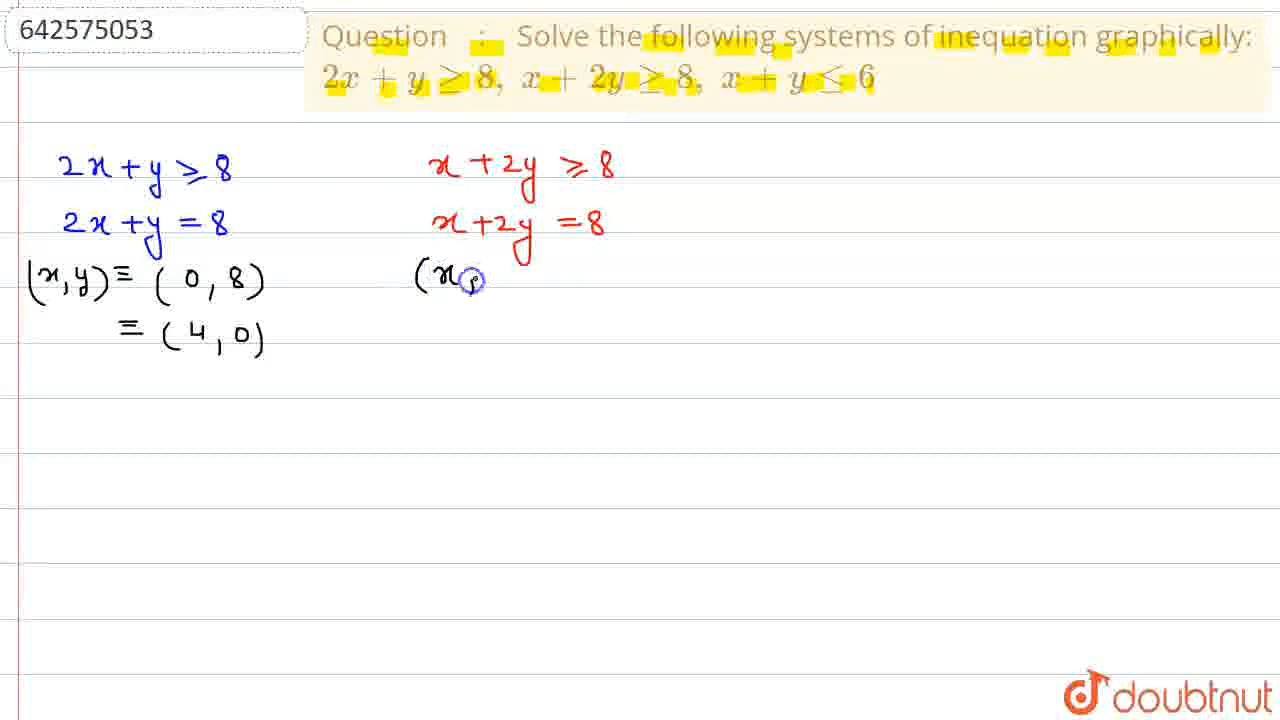 642575053
Question : Solve the following systems of inequation graphically:
2x + y ≥ 8, x + 2y ≥ 8, x + y ≤ 6
2x + y ≥ 8
x + 2y ≥ 8
2x + y = 8
x + 2y = 8
(x, y) ≡ (0, 8)
(x,
≡ (4, 0)
doubtnut